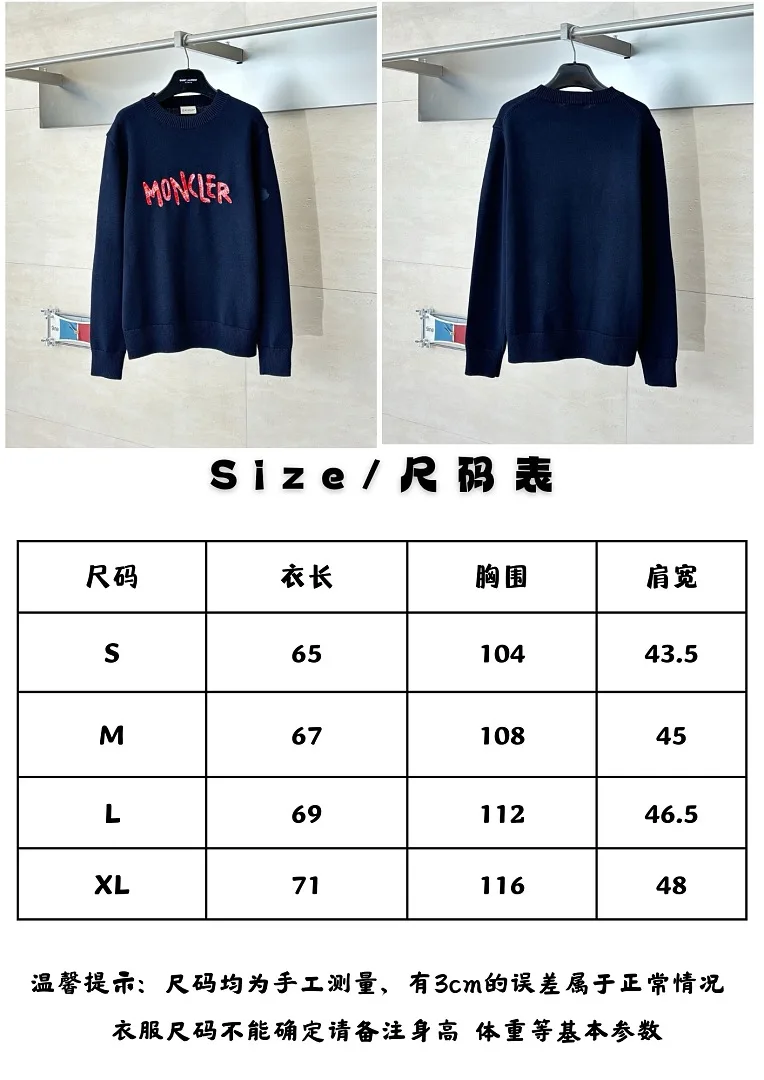 MONCLER
Size/尺码表
尺码 衣长 胸围 肩宽
S 65 104 43.5
M 67 108 45
L 69 112 46.5
XL 71 116 48
温馨提示：尺码均为手工测量、有3cm的误差属于正常情况
衣服尺码不能确定请备注身高 体重等基本参数